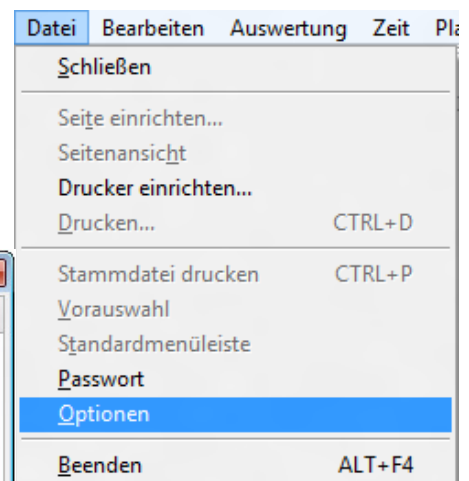 Datei Bearbeiten Auswertung Zeit
Schließen
Seite einrichten...
Seitenansicht
Drucker einrichten...
Drucken... CTRL+D
Stammdatei drucken CTRL+P
Vorauswahl
Standardmenüleiste
Passwort
Optionen
Beenden ALT+F4